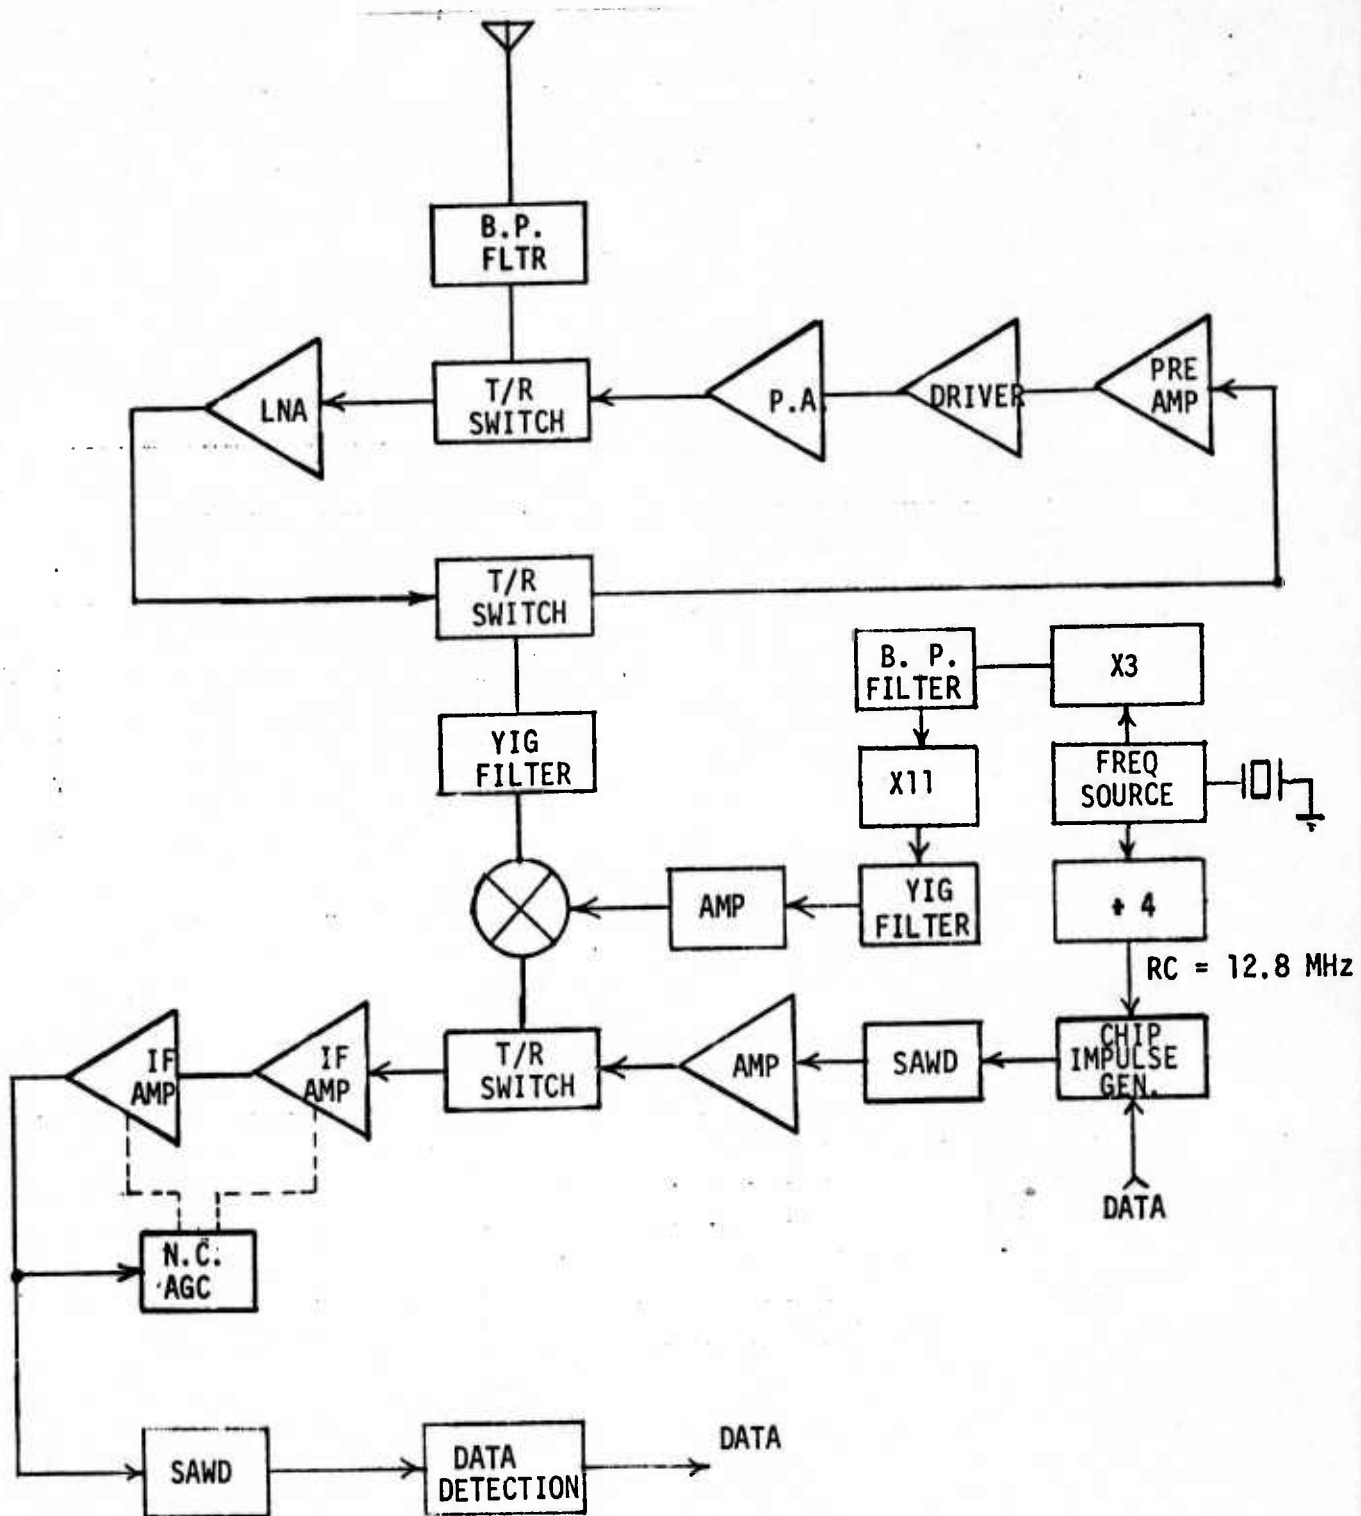 B.P.
FLTR
LNA
T/R
SWITCH
P.A
DRIVER
PRE
AMP
T/R
SWITCH
B. P.
FILTER
X3
YIG
FILTER
X11
FREQ
SOURCE
AMP
YIG
FILTER
÷ 4
RC = 12.8 MHz
IF
AMP
IF
AMP
T/R
SWITCH
AMP
SAWD
CHIP
IMPULSE
GEN.
DATA
N.C.
AGC
SAWD
DATA
DETECTION
DATA